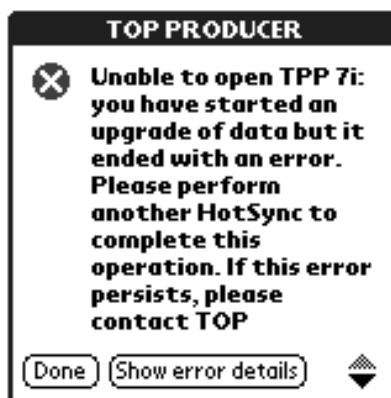 TOP PRODUCER
Unable to open TPP 7i:
you have started an
upgrade of data but it
ended with an error.
Please perform
another HotSync to
complete this
operation. If this error
persists, please
contact TOP
Done Show error details